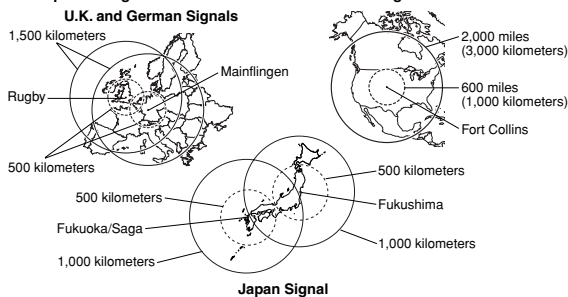 U.K. and German Signals
1,500 kilometers
Mainflingen
Rugby
500 kilometers
2,000 miles
(3,000 kilometers)
600 miles
(1,000 kilometers)
Fort Collins
500 kilometers
500 kilometers
Fukushima
Fukuoka/Saga
1,000 kilometers
1,000 kilometers
Japan Signal